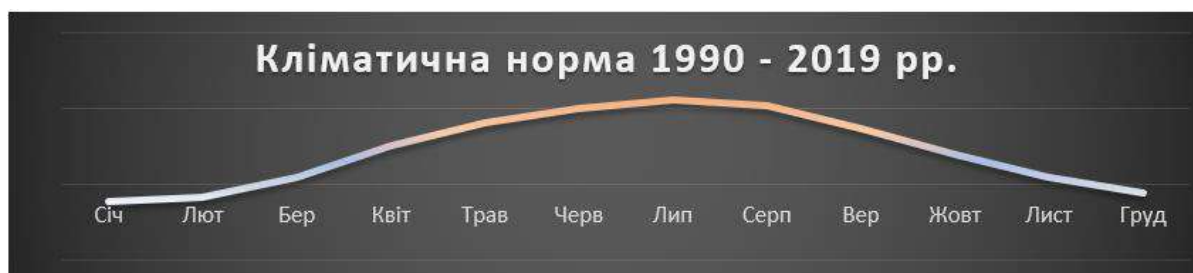 Кліматична норма 1990 - 2019 рр.
Січ Лют Бер Квіт Трав Черв Лип Серп Вер Жовт Лист Груд